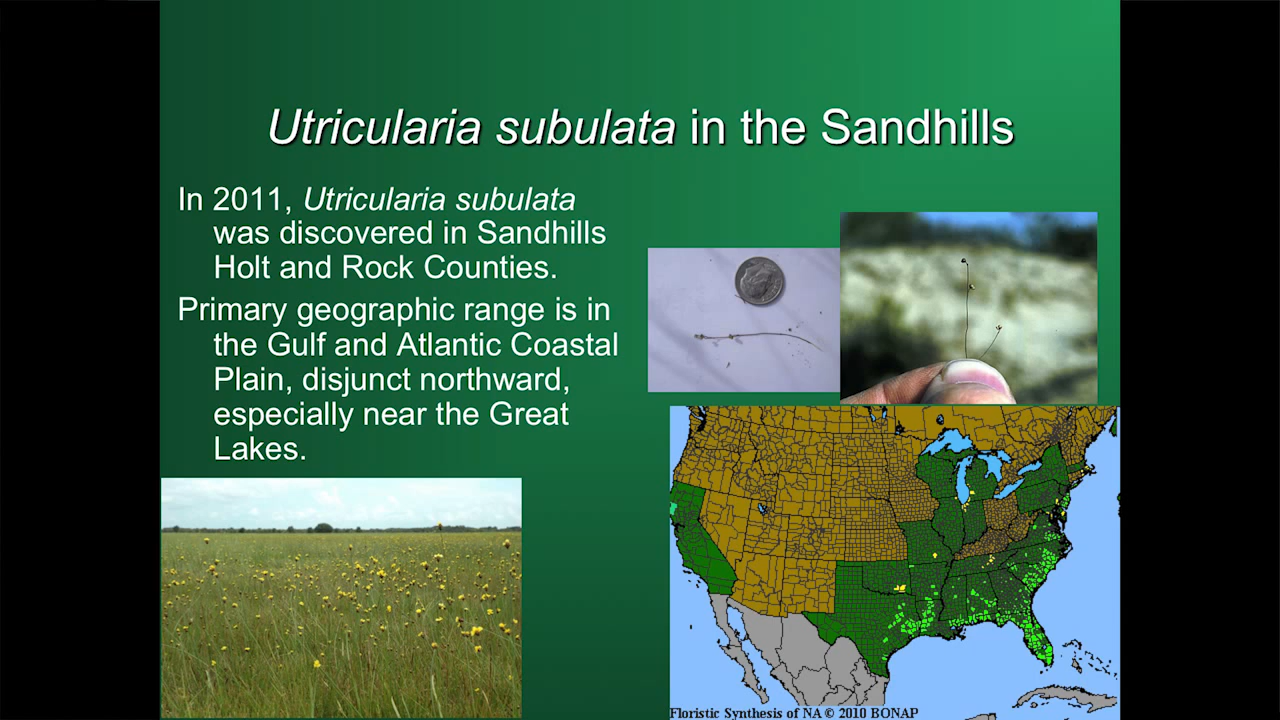 Utricularia subulata in the Sandhills
In 2011, Utricularia subulata
was discovered in Sandhills
Holt and Rock Counties.
Primary geographic range is in
the Gulf and Atlantic Coastal
Plain, disjunct northward,
especially near the Great
Lakes.
Floristic Synthesis of NA © 2010 BONAP